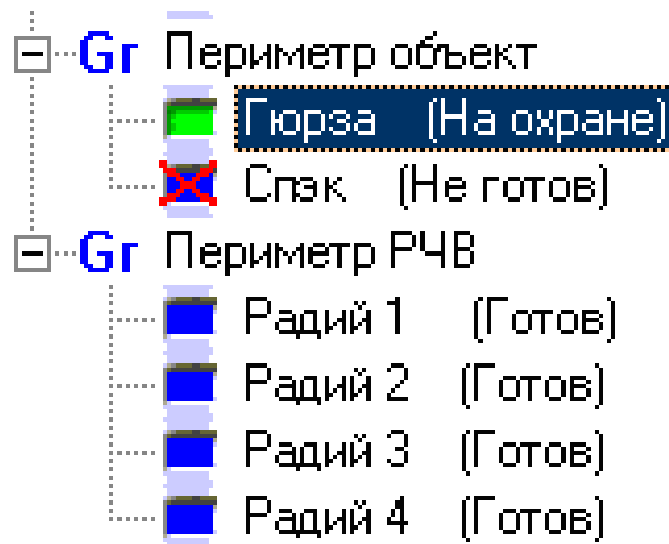 Gr Периметр объект
Гюрза (На охране)
Спэк (Не готов)
Gr Периметр РЧВ
Радий 1 (Готов)
Радий 2 (Готов)
Радий 3 (Готов)
Радий 4 (Готов)